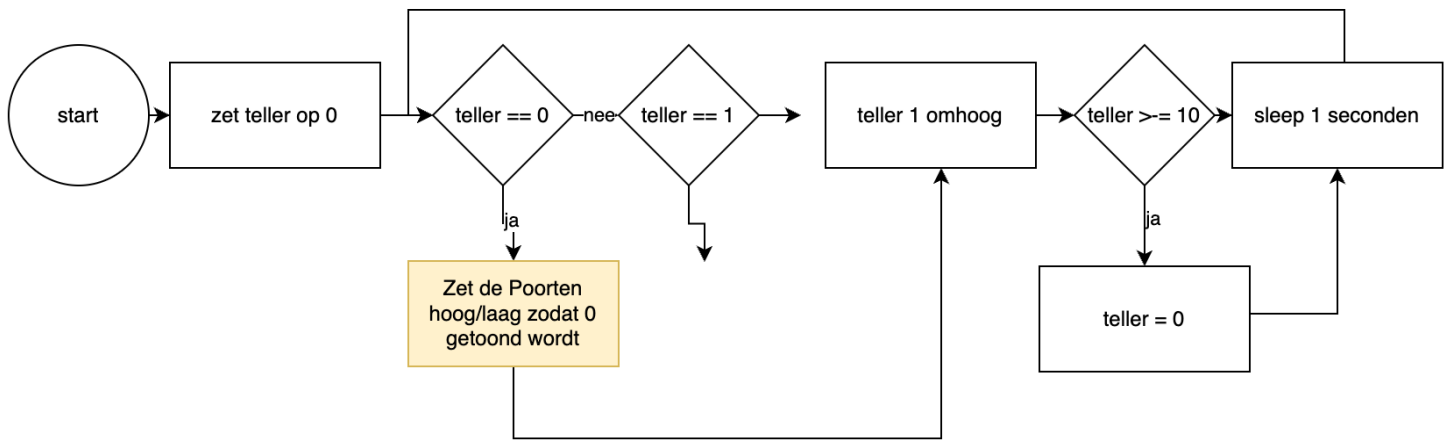 start
zet teller op 0
teller == 0
nee
teller == 1
teller 1 omhoog
teller >-= 10
sleep 1 seconden
ja
ja
Zet de Poorten
hoog/laag zodat 0
getoond wordt
teller = 0